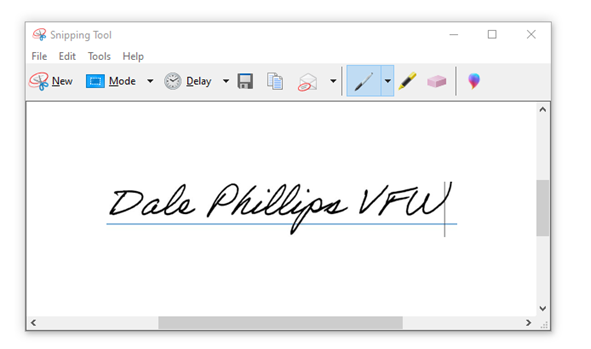 Snipping Tool
File Edit Tools Help
New Mode Delay
Dale Phillips VFW